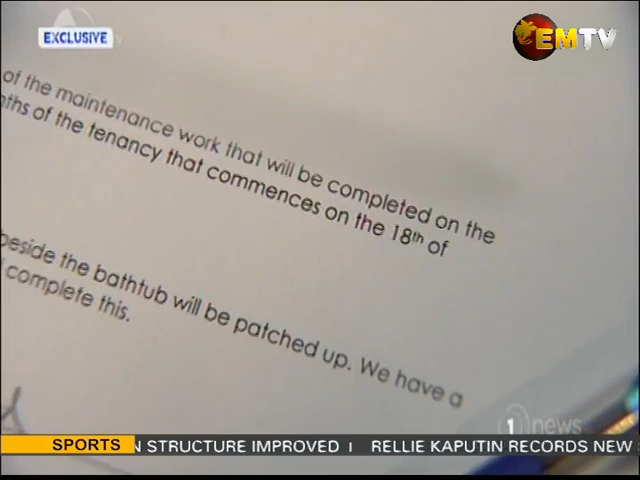 EXCLUSIVE
EMTV
of the maintenance work that will be completed on the
of the tenancy that commences on the 18th of
beside the bathtub will be patched up. We have a
complete this.
1 news
SPORTS N STRUCTURE IMPROVED I RELLIE KAPUTIN RECORDS NEW